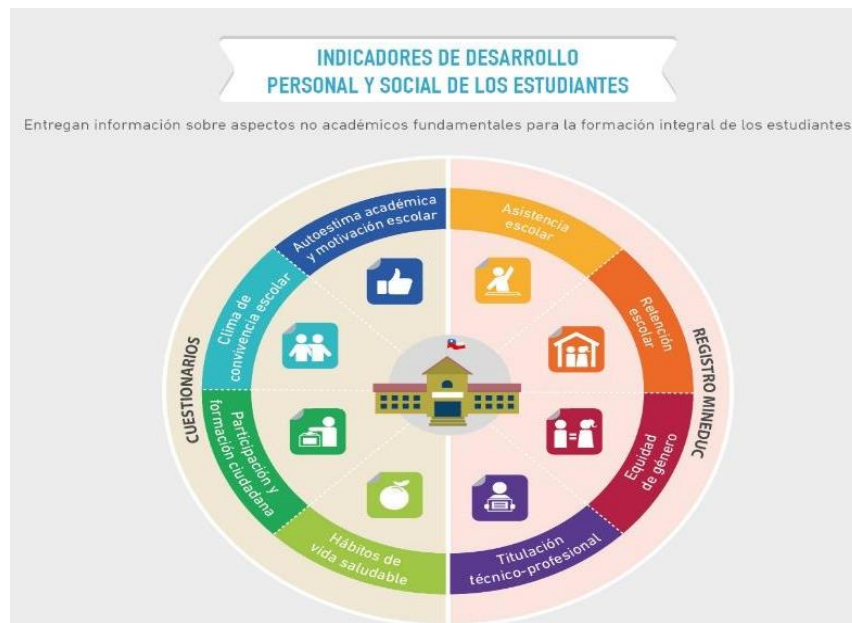 INDICADORES DE DESARROLLO
PERSONAL Y SOCIAL DE LOS ESTUDIANTES
Entregan información sobre aspectos no académicos fundamentales para la formación integral de los estudiantes
CUESTIONARIOS
Autoestima académica
y motivación escolar
Clima de
convivencia escolar
Participación y
formación ciudadana
Hábitos de
vida saludable
REGISTRO MINEDUC
Asistencia
escolar
Retención
escolar
Equidad
de género
Titulación
técnico-profesional